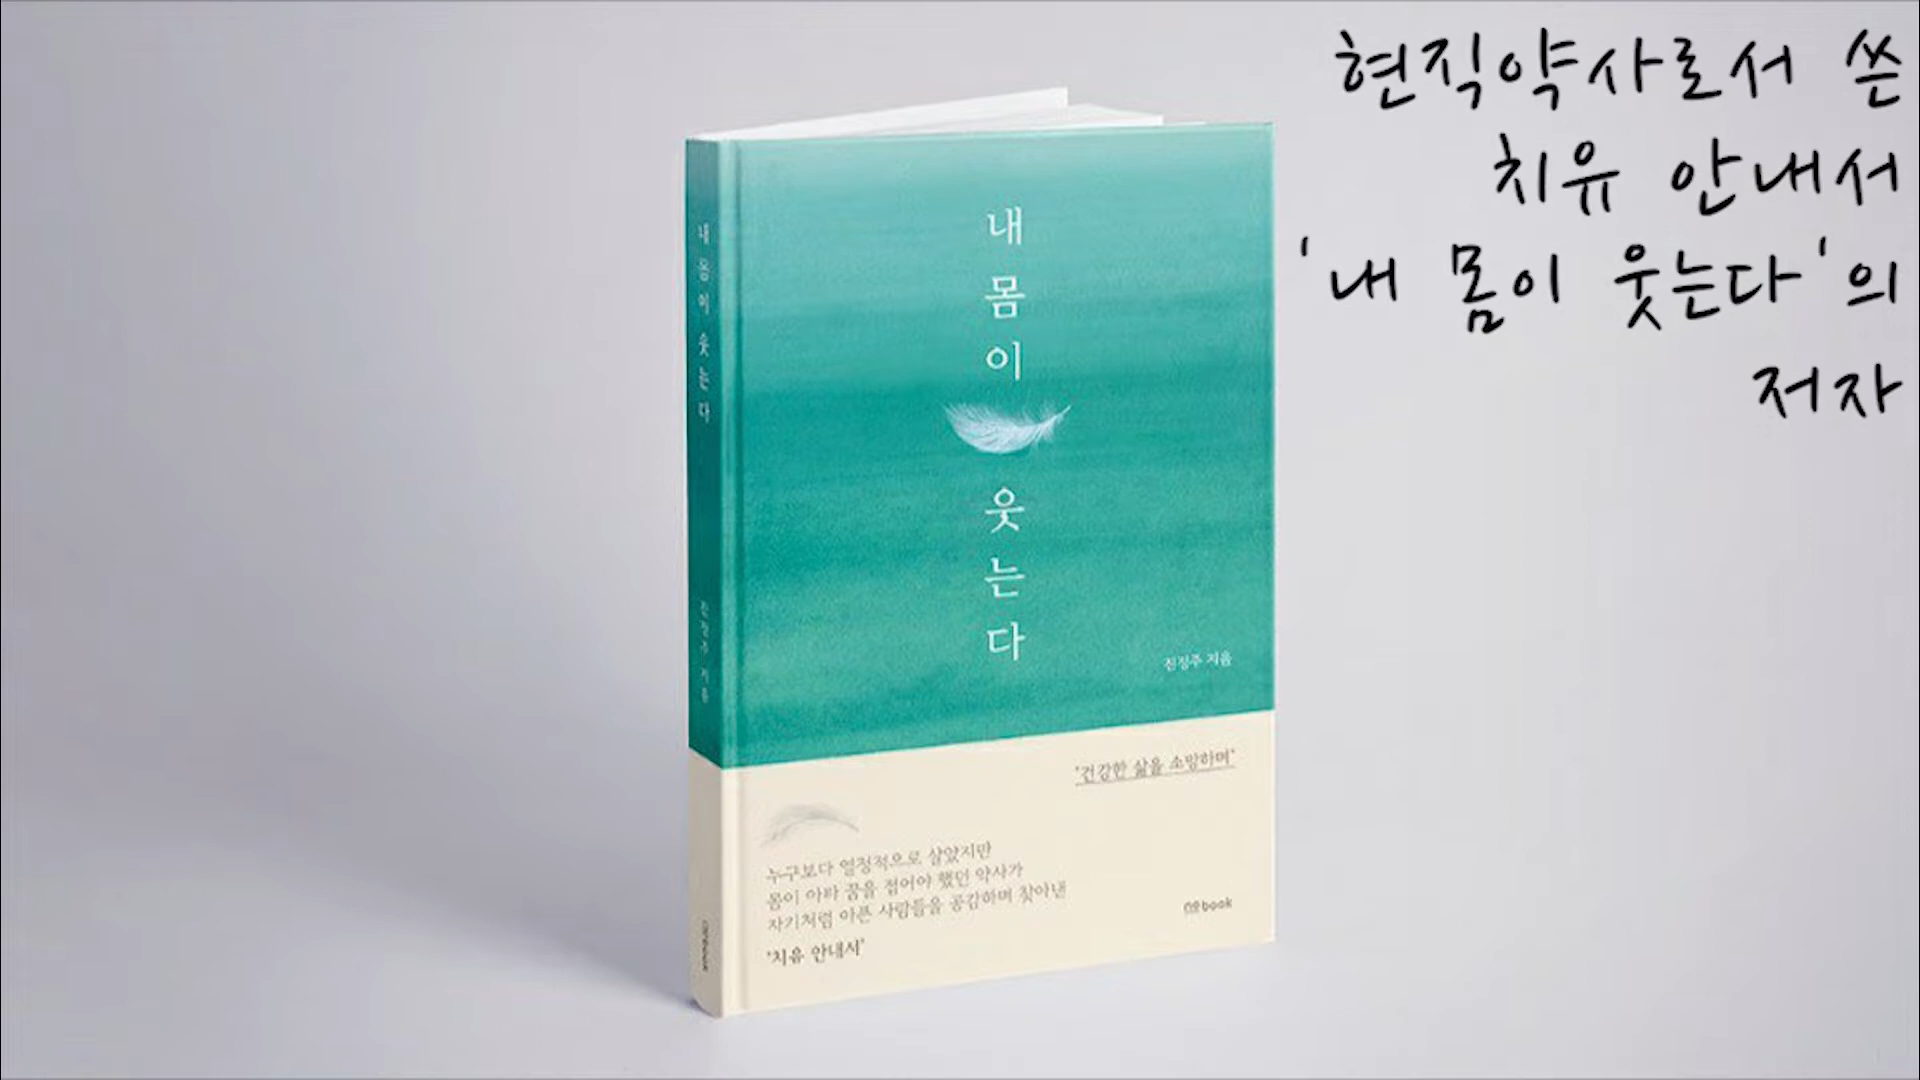 현직약사로서 쓴
치유 안내서
'내 몸이 웃는다'의
저자
내 몸이 웃는다
진정주 지음
내
몸
이
웃
는
다
진정주 지음
"건강한 삶을 소망하며"
누구보다 열정적으로 살았지만
몸이 아파 꿈을 접어야 했던 약사가
자기처럼 아픈 사람들을 공감하며 찾아낸
'치유 안내서'
book